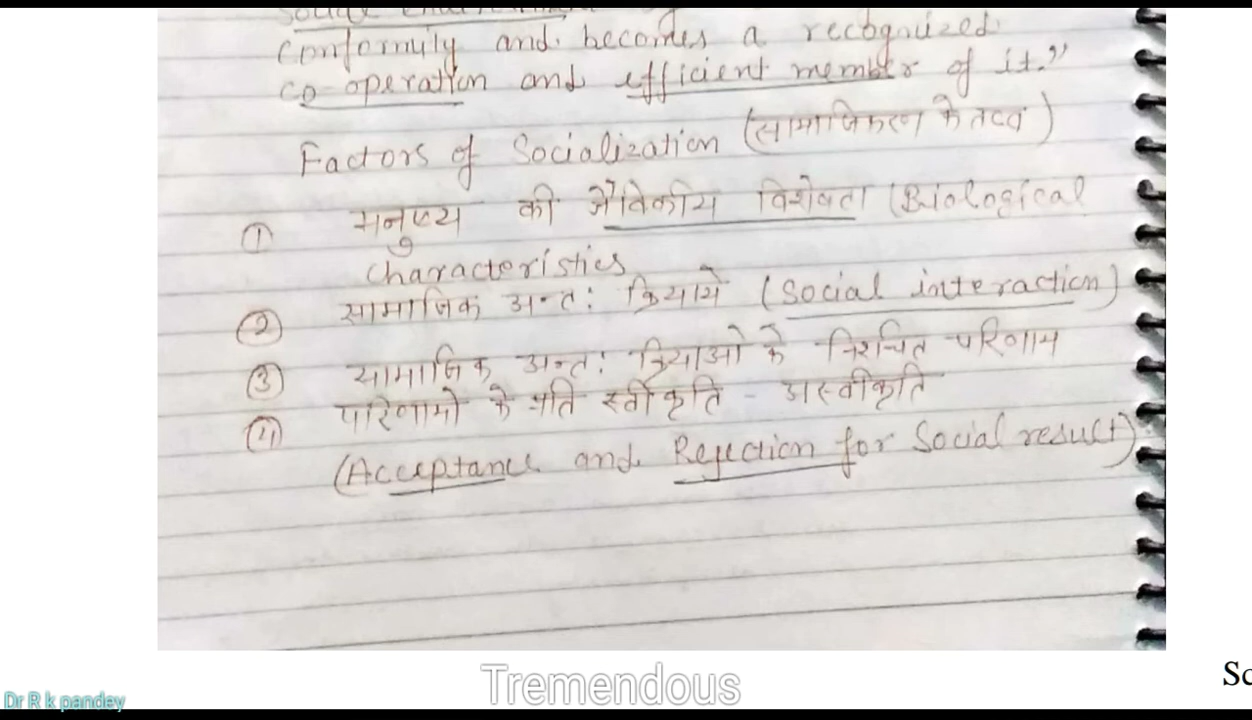 social
conformity and becomes a recognized
co-operation and efficient member of it."
Factors of Socialization (सामाजिकरण के तत्व)
① मनुष्य की जैविकीय विशेषता (Biological
characteristics
② सामाजिक अन्त: क्रियाये (Social interaction)
③ सामाजिक अन्त: क्रियाओ के निश्चित परिणाम
④ परिणामो के प्रति स्वीकृति - अस्वीकृति
(Acceptance and Rejection for Social result)
Tremendous
Dr R k pandey
Sc